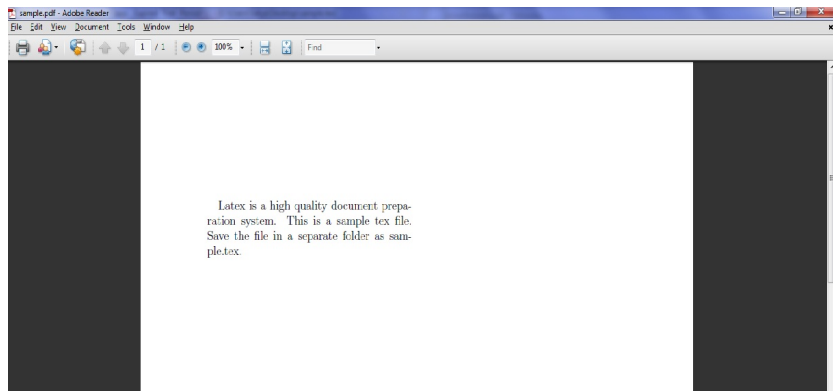 sample.pdf - Adobe Reader
File Edit View Document Tools Window Help
1 / 1 100% Find
Latex is a high quality document prepa-
ration system. This is a sample tex file.
Save the file in a separate folder as sam-
ple.tex.